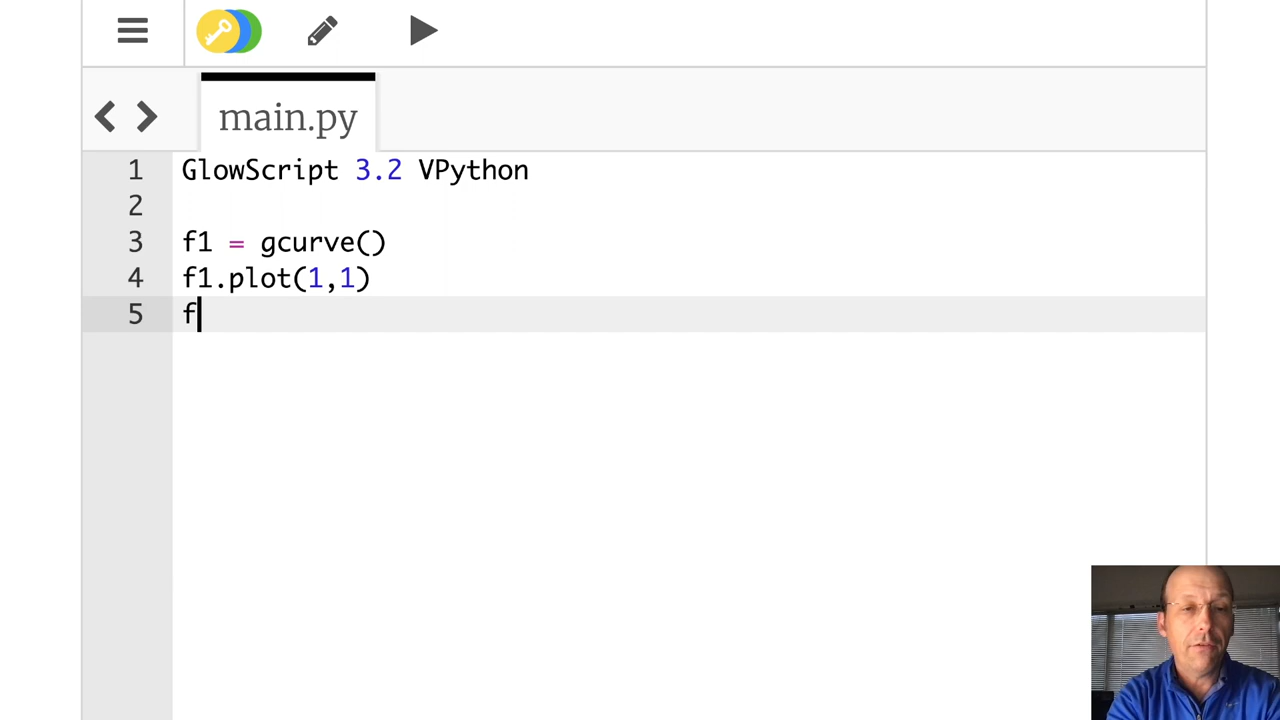 main.py
1 GlowScript 3.2 VPython
2
3 f1 = gcurve()
4 f1.plot(1,1)
5 f